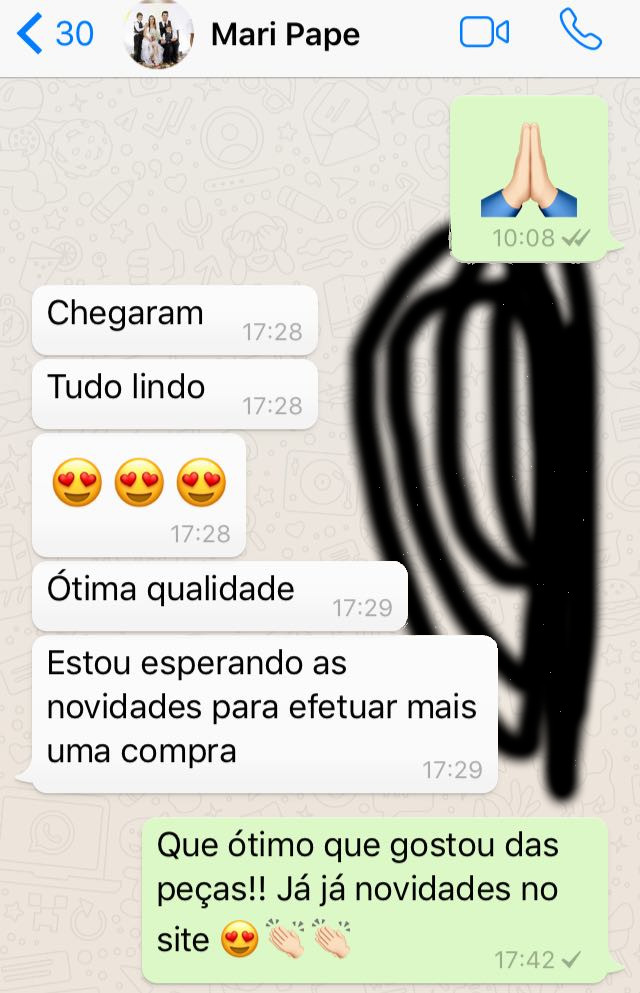 30 Mari Pape
🙏🏻
10:08
Chegaram 17:28
Tudo lindo 17:28
😍😍😍
17:28
Ótima qualidade 17:29
Estou esperando as
novidades para efetuar mais
uma compra 17:29
Que ótimo que gostou das
peças!! Já já novidades no
site 😍👏🏻👏🏻 17:42